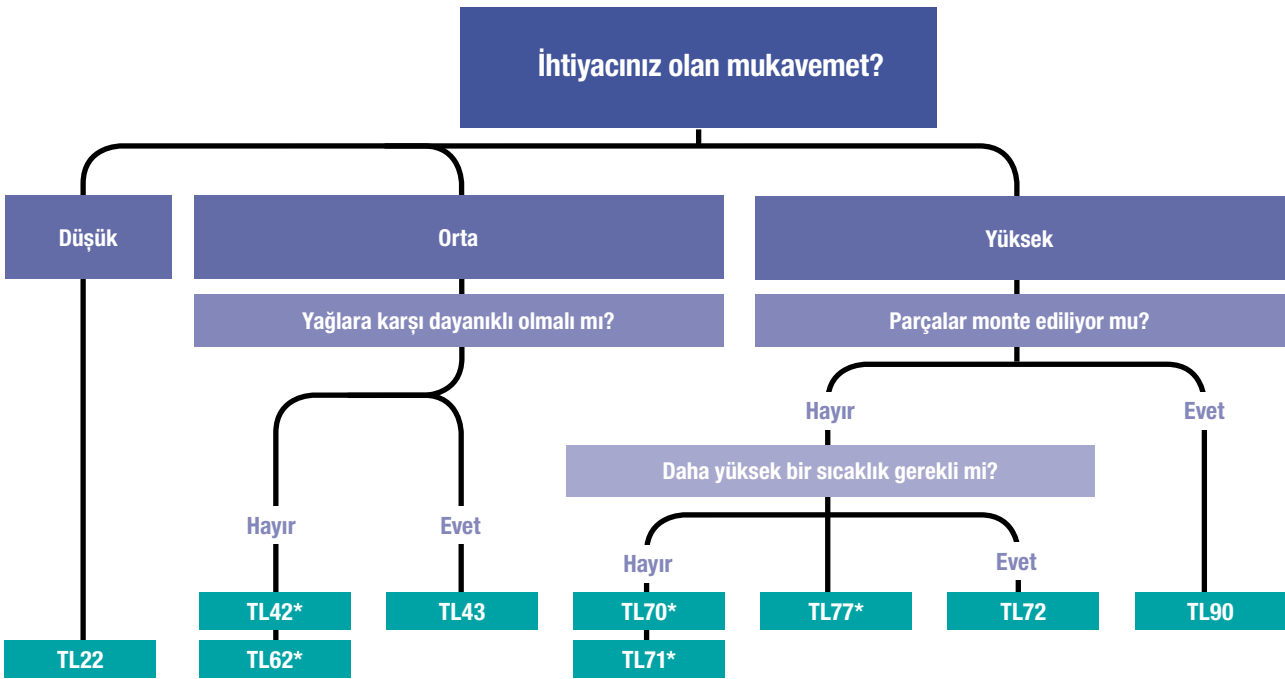 İhtiyacınız olan mukavemet?
Düşük
Orta
Yüksek
Yağlara karşı dayanıklı olmalı mı?
Parçalar monte ediliyor mu?
Hayır
Evet
Daha yüksek bir sıcaklık gerekli mi?
Hayır
Evet
Hayır
Evet
TL42*
TL43
TL70*
TL77*
TL72
TL90
TL22
TL62*
TL71*